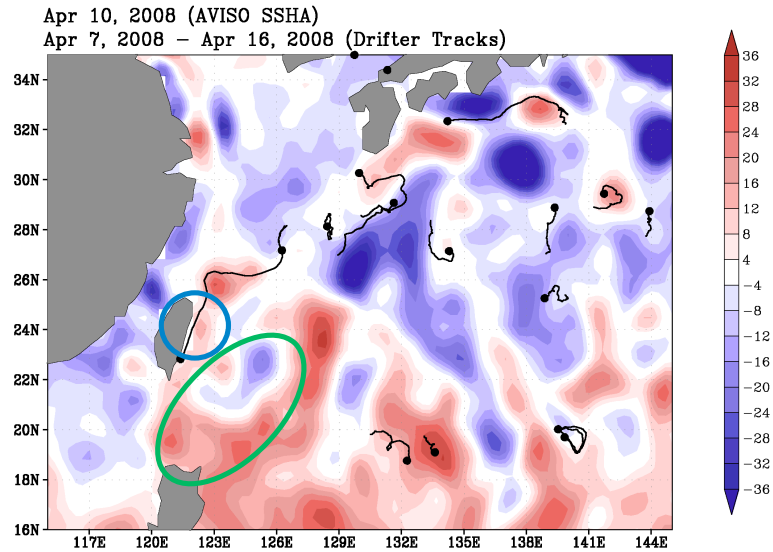 Apr 10, 2008 (AVISO SSHA)
Apr 7, 2008 – Apr 16, 2008 (Drifter Tracks)
34N
32N
30N
28N
26N
24N
22N
20N
18N
16N
117E 120E 123E 126E 129E 132E 135E 138E 141E 144E
36
32
28
24
20
16
12
8
4
-4
-8
-12
-16
-20
-24
-28
-32
-36